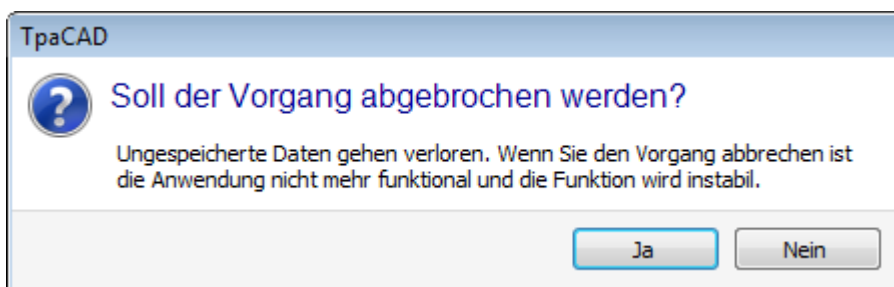 TpaCAD
Soll der Vorgang abgebrochen werden?
Ungespeicherte Daten gehen verloren. Wenn Sie den Vorgang abbrechen ist
die Anwendung nicht mehr funktional und die Funktion wird instabil.
Ja
Nein